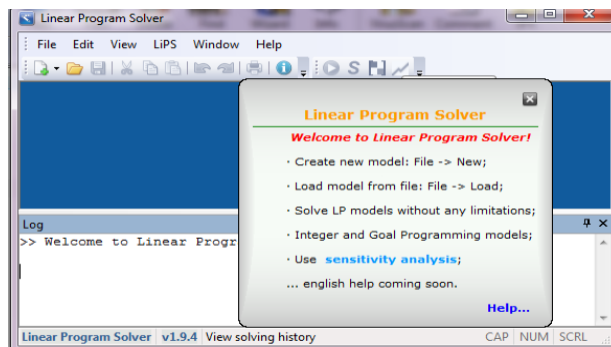 Linear Program Solver
File Edit View LiPS Window Help
Linear Program Solver
Welcome to Linear Program Solver!
· Create new model: File -> New;
· Load model from file: File -> Load;
· Solve LP models without any limitations;
· Integer and Goal Programming models;
· Use sensitivity analysis;
... english help coming soon.
Help...
Log
>> Welcome to Linear Progr
Linear Program Solver v1.9.4 View solving history CAP NUM SCRL